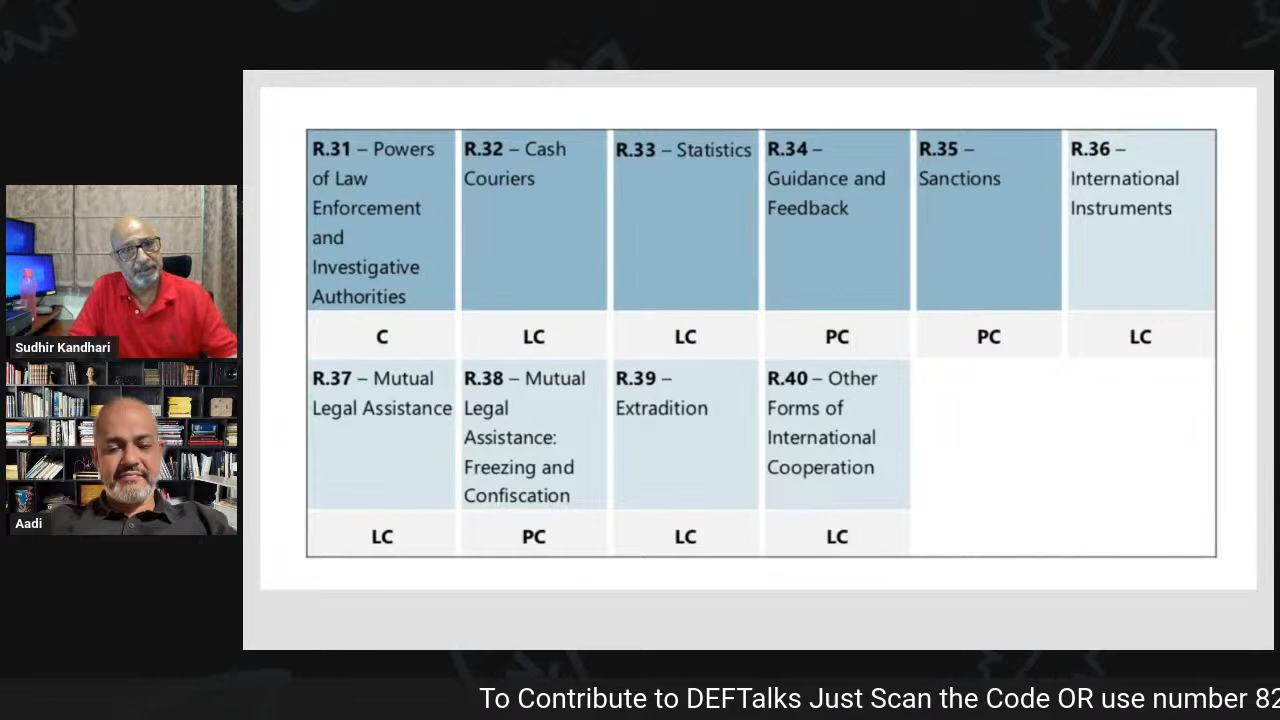 R.31 – Powers
of Law
Enforcement
and
Investigative
Authorities
R.32 – Cash
Couriers
R.33 – Statistics
R.34 –
Guidance and
Feedback
R.35 –
Sanctions
R.36 –
International
Instruments
C
LC
LC
PC
PC
LC
R.37 – Mutual
Legal Assistance
R.38 – Mutual
Legal
Assistance:
Freezing and
Confiscation
R.39 –
Extradition
R.40 – Other
Forms of
International
Cooperation
LC
PC
LC
LC
Sudhir Kandhari
Aadi
To Contribute to DEFTalks Just Scan the Code OR use number 82